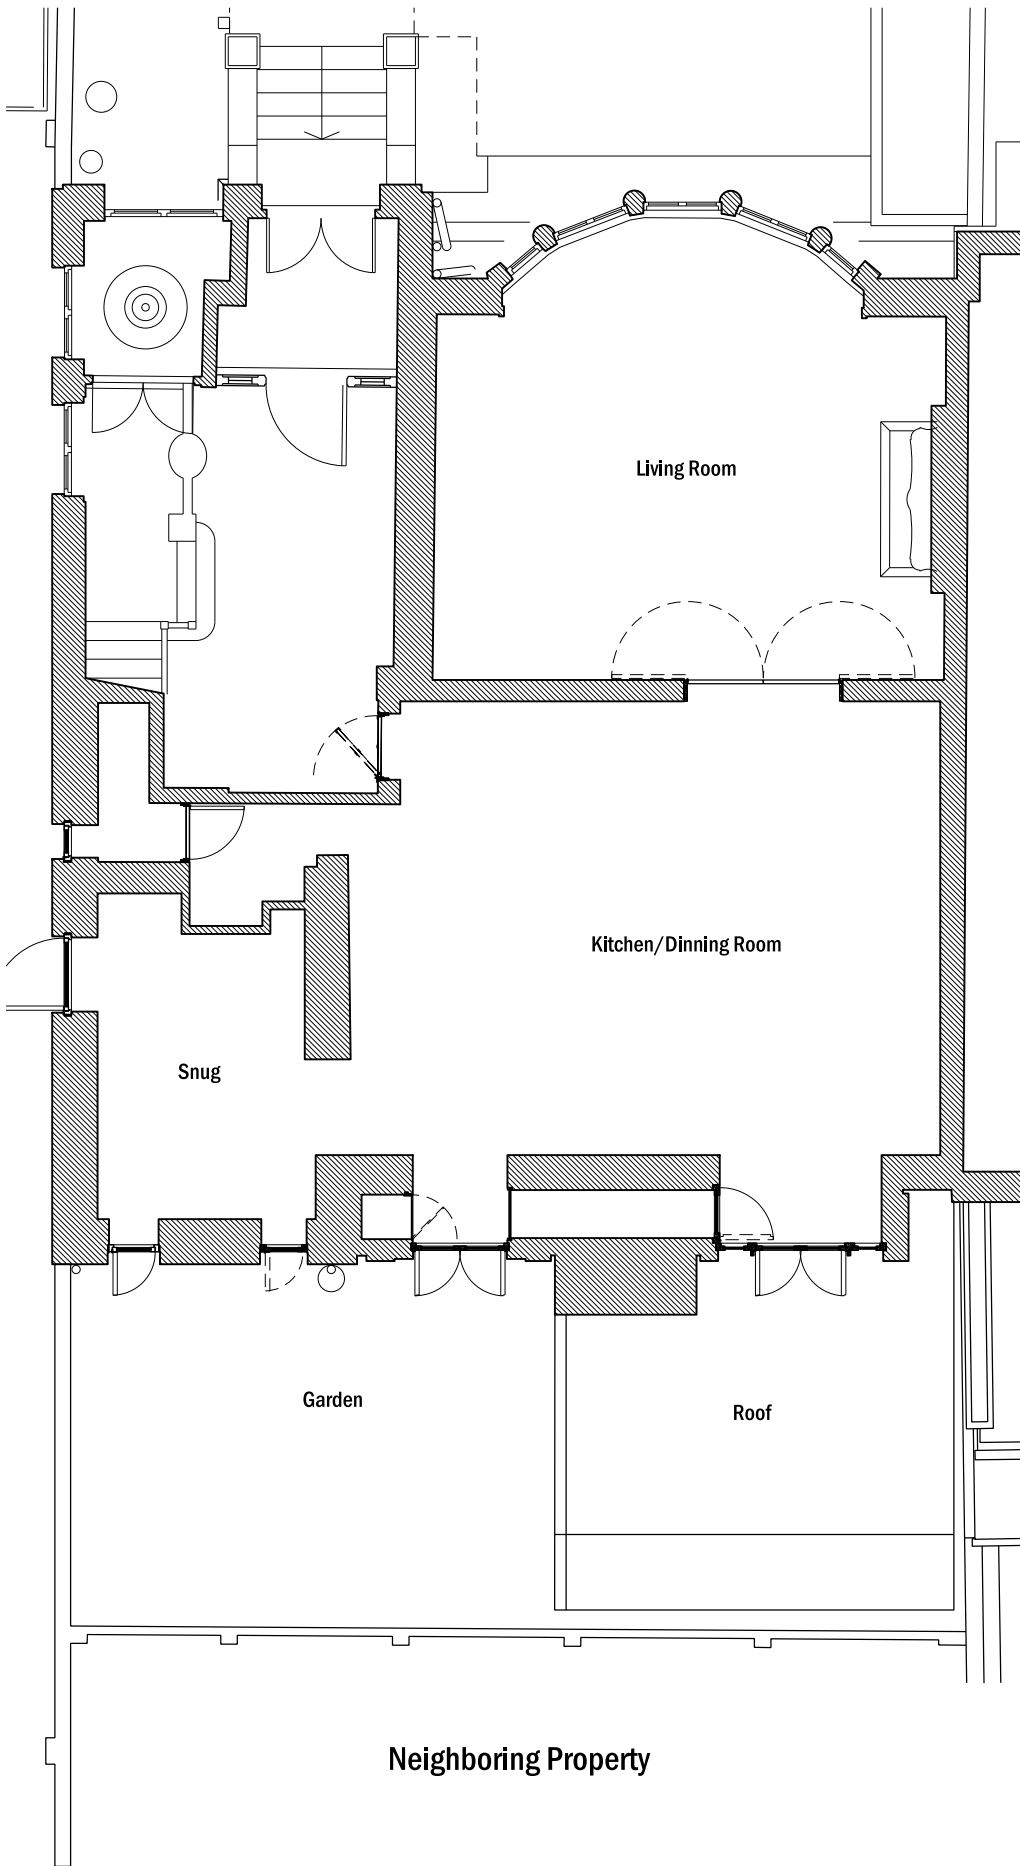 Living Room
Kitchen/Dinning Room
Snug
Garden
Roof
Neighboring Property